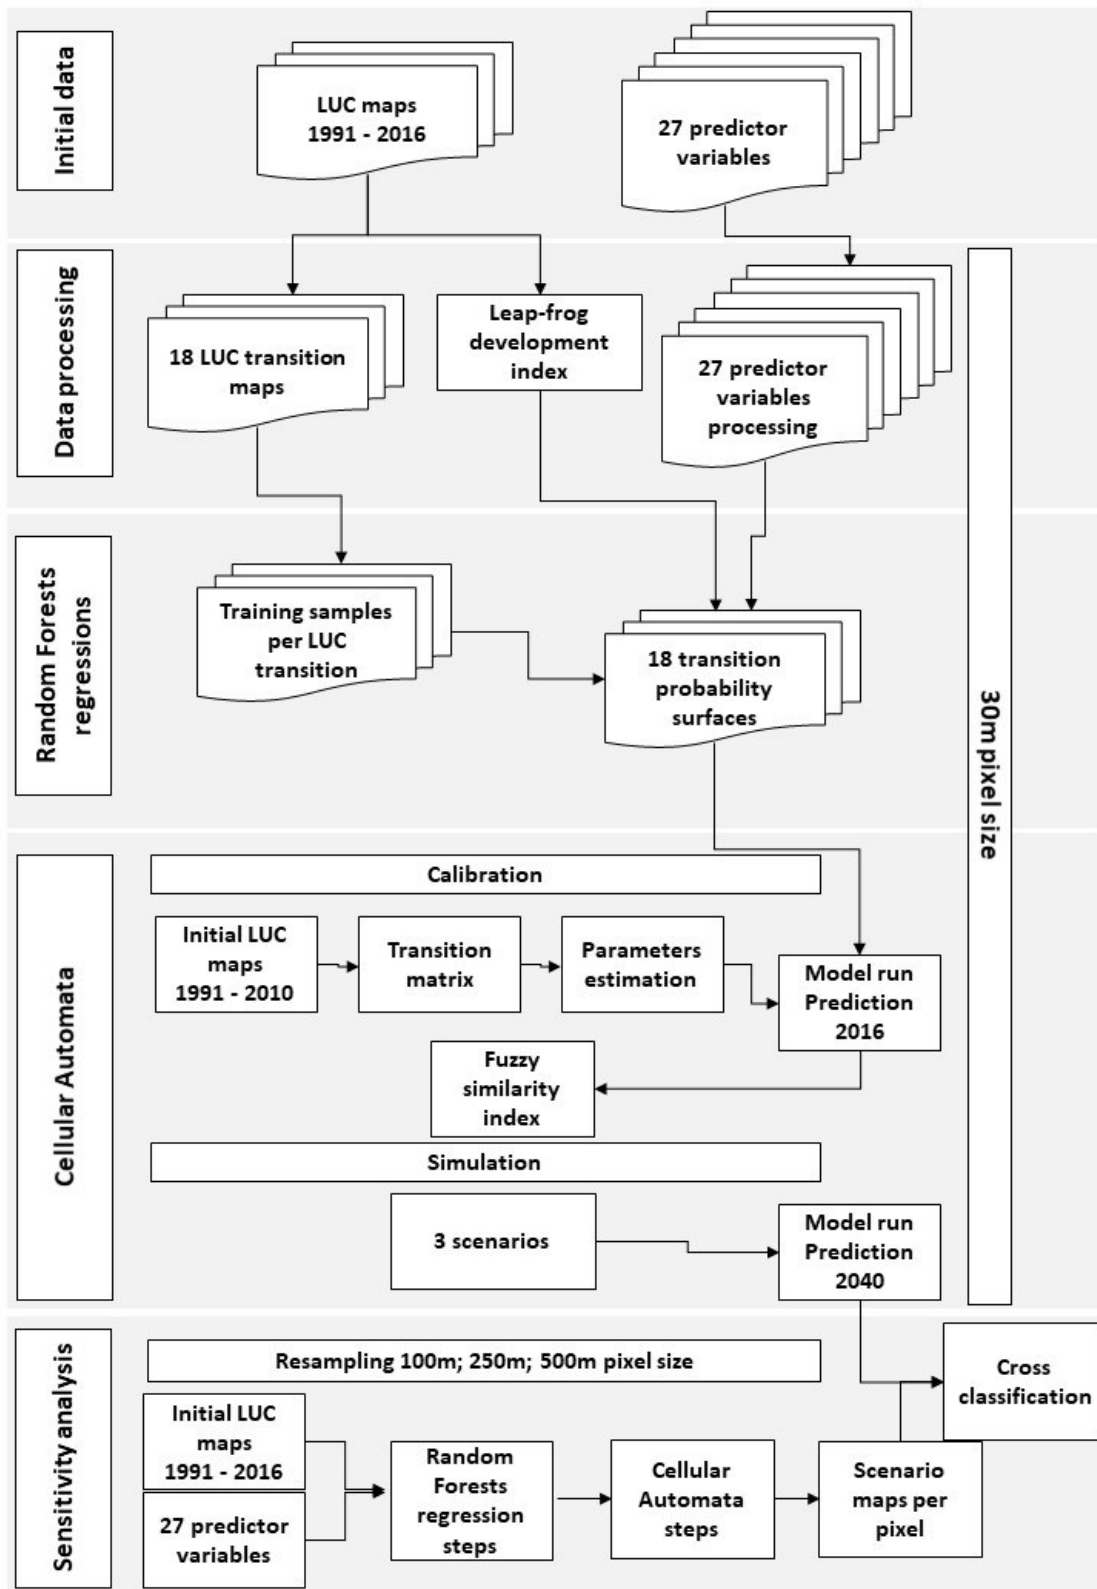 Initial data
LUC maps
1991 - 2016
27 predictor
variables
Data processing
18 LUC transition
maps
Leap-frog
development
index
27 predictor
variables
processing
30m pixel size
Random Forests
regressions
Training samples
per LUC
transition
18 transition
probability
surfaces
Cellular Automata
Calibration
Initial LUC
maps
1991 - 2010
Transition
matrix
Parameters
estimation
Model run
Prediction
2016
Fuzzy
similarity
index
Simulation
3 scenarios
Model run
Prediction
2040
Sensitivity analysis
Resampling 100m; 250m; 500m pixel size
Cross
classification
Initial LUC
maps
1991 - 2016
27 predictor
variables
Random
Forests
regression
steps
Cellular
Automata
steps
Scenario
maps per
pixel